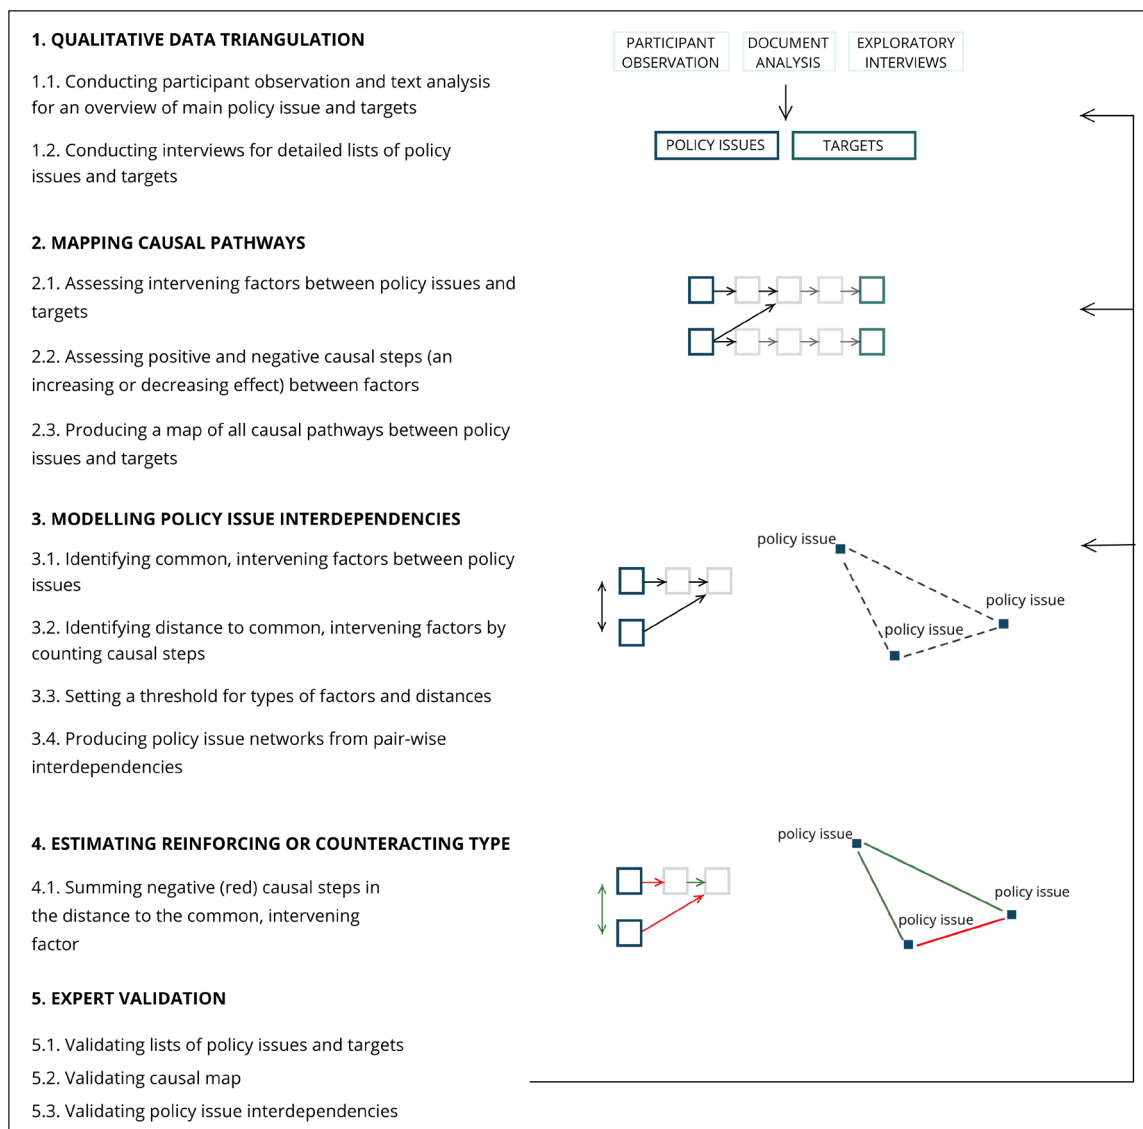 1. QUALITATIVE DATA TRIANGULATION
1.1. Conducting participant observation and text analysis
for an overview of main policy issue and targets
1.2. Conducting interviews for detailed lists of policy
issues and targets
PARTICIPANT
OBSERVATION
DOCUMENT
ANALYSIS
EXPLORATORY
INTERVIEWS
POLICY ISSUES
TARGETS
2. MAPPING CAUSAL PATHWAYS
2.1. Assessing intervening factors between policy issues and
targets
2.2. Assessing positive and negative causal steps (an
increasing or decreasing effect) between factors
2.3. Producing a map of all causal pathways between policy
issues and targets
3. MODELLING POLICY ISSUE INTERDEPENDENCIES
3.1. Identifying common, intervening factors between policy
issues
3.2. Identifying distance to common, intervening factors by
counting causal steps
3.3. Setting a threshold for types of factors and distances
3.4. Producing policy issue networks from pair-wise
interdependencies
policy issue
policy issue
policy issue
4. ESTIMATING REINFORCING OR COUNTERACTING TYPE
4.1. Summing negative (red) causal steps in
the distance to the common, intervening
factor
policy issue
policy issue
policy issue
5. EXPERT VALIDATION
5.1. Validating lists of policy issues and targets
5.2. Validating causal map
5.3. Validating policy issue interdependencies